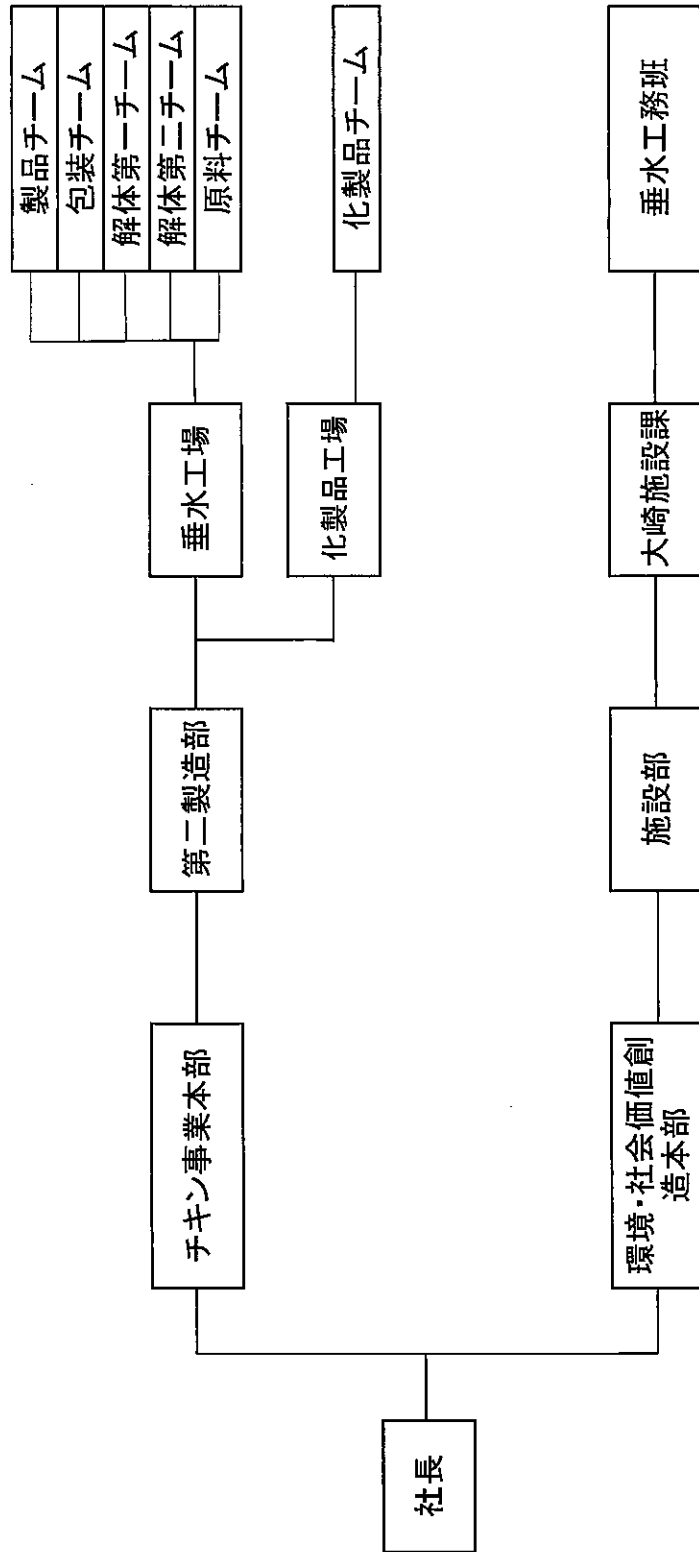 社長
チキン事業本部
第二製造部
垂水工場
製品チーム
包装チーム
解体第一チーム
解体第二チーム
原料チーム
化製品工場
化製品チーム
環境・社会価値創
造本部
施設部
大崎施設課
垂水工務班